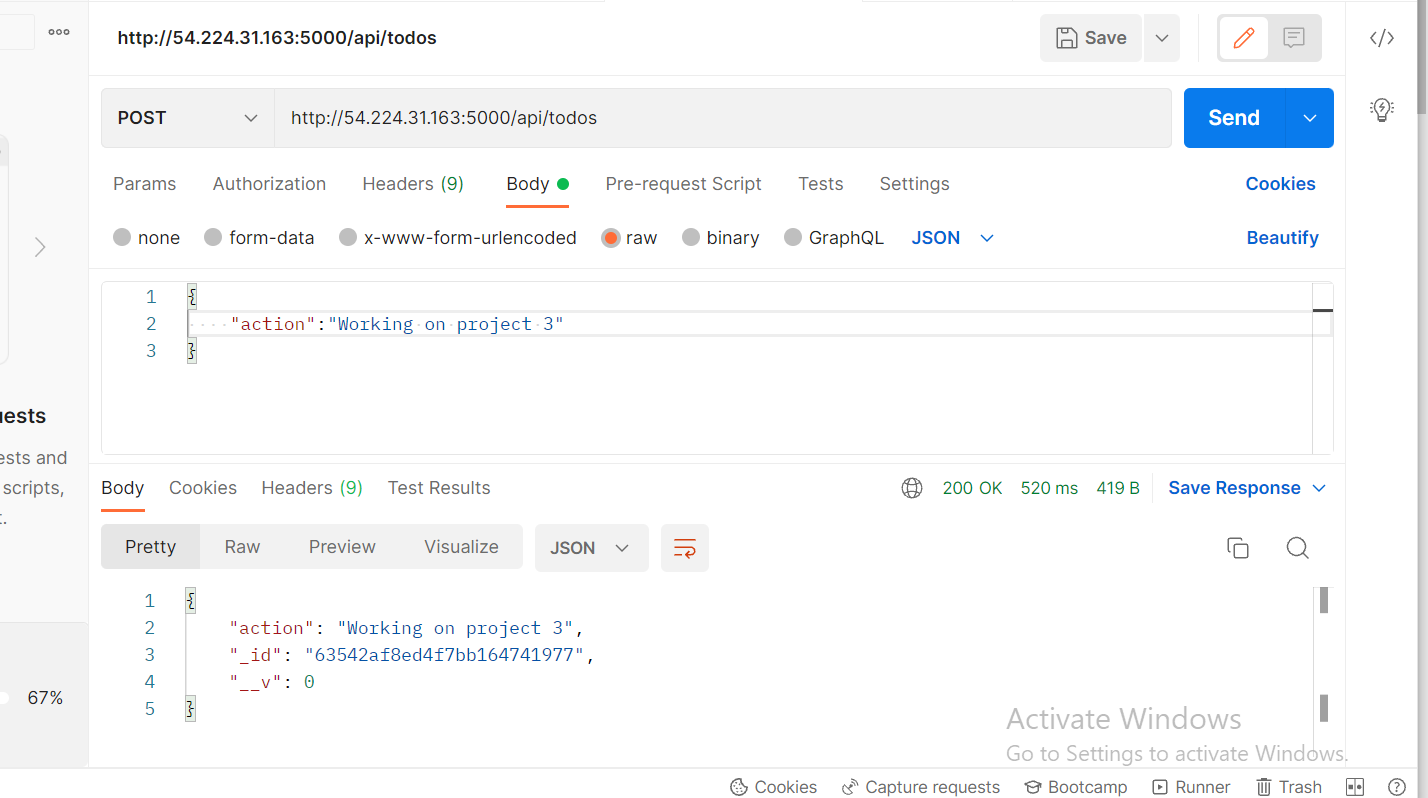 http://54.224.31.163:5000/api/todos
Save
POST
http://54.224.31.163:5000/api/todos
Send
Params Authorization Headers (9) Body Pre-request Script Tests Settings Cookies
none form-data x-www-form-urlencoded raw binary GraphQL JSON Beautify
1 {
2 "action":"Working on project 3"
3 }
uests
ests and
scripts,
t.
67%
Body Cookies Headers (9) Test Results 200 OK 520 ms 419 B Save Response
Pretty Raw Preview Visualize JSON
1 {
2 "action": "Working on project 3",
3 "_id": "63542af8ed4f7bb164741977",
4 "__v": 0
5 }
Activate Windows
Go to Settings to activate Windows.
Cookies Capture requests Bootcamp Runner Trash